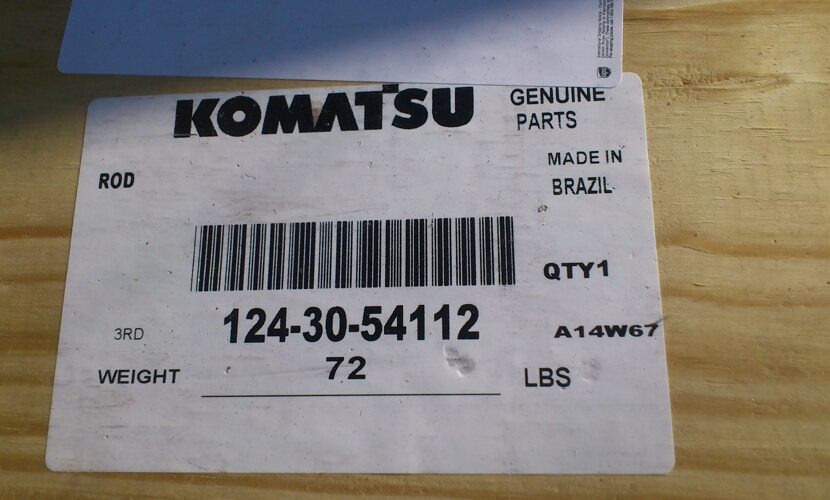 KOMATSU
GENUINE
PARTS
MADE IN
BRAZIL
ROD
QTY1
3RD
124-30-54112
A14W67
WEIGHT
72
LBS